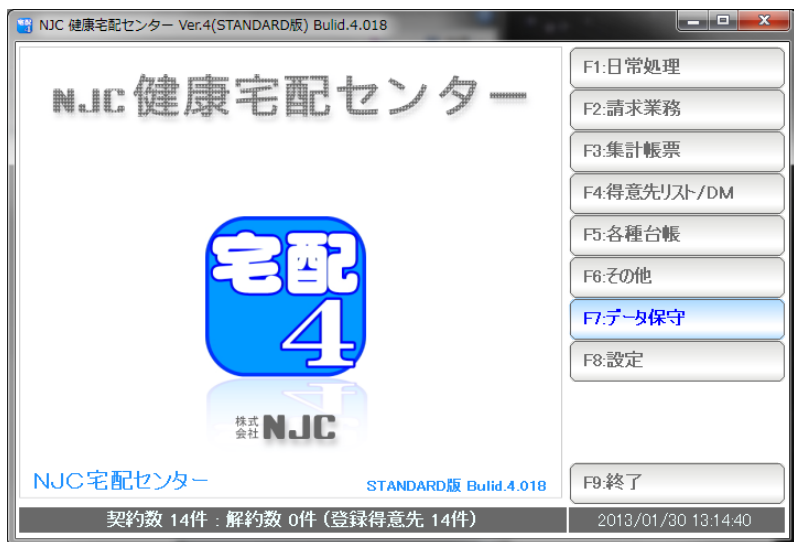 NJC 健康宅配センター Ver.4(STANDARD版) Bulid.4.018
NJC健康宅配センター
宅配
4
株式
会社NJC
NJC宅配センター
STANDARD版 Bulid.4.018
F1:日常処理
F2:請求業務
F3:集計帳票
F4:得意先リスト/DM
F5:各種台帳
F6:その他
F7:データ保守
F8:設定
F9:終了
契約数 14件 : 解約数 0件 (登録得意先 14件)
2013/01/30 13:14:40